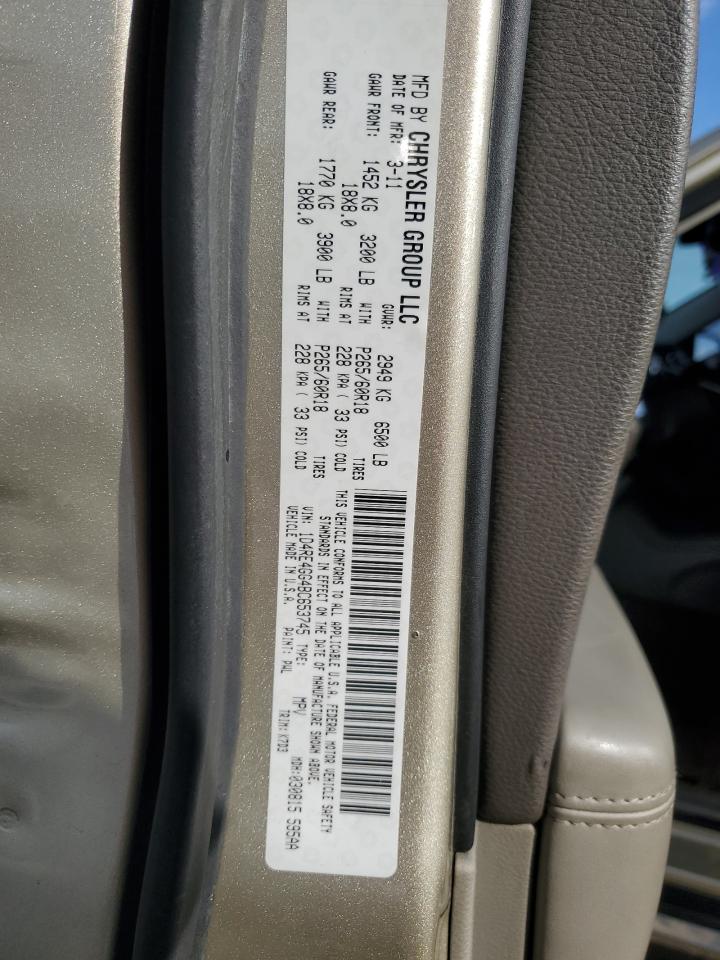 MFD BY CHRYSLER GROUP LLC
DATE OF MFR: 3-11 GVWR: 2949 KG 6500 LB
GAWR FRONT: 1452 KG 3200 LB WITH P265/60R18 TIRES
18X8.0 RIMS AT 228 KPA ( 33 PSI) COLD
GAWR REAR: 1770 KG 3900 LB WITH P265/60R18 TIRES
18X8.0 RIMS AT 228 KPA ( 33 PSI) COLD
THIS VEHICLE CONFORMS TO ALL APPLICABLE U.S.A. FEDERAL MOTOR VEHICLE SAFETY
STANDARDS IN EFFECT ON THE DATE OF MANUFACTURE SHOWN ABOVE.
VIN: 1D4RE4GG4BC653745 TYPE: MPV MDH:030815 595AA
VEHICLE MADE IN U.S.A. PAINT: PWL TRIM:K7D3